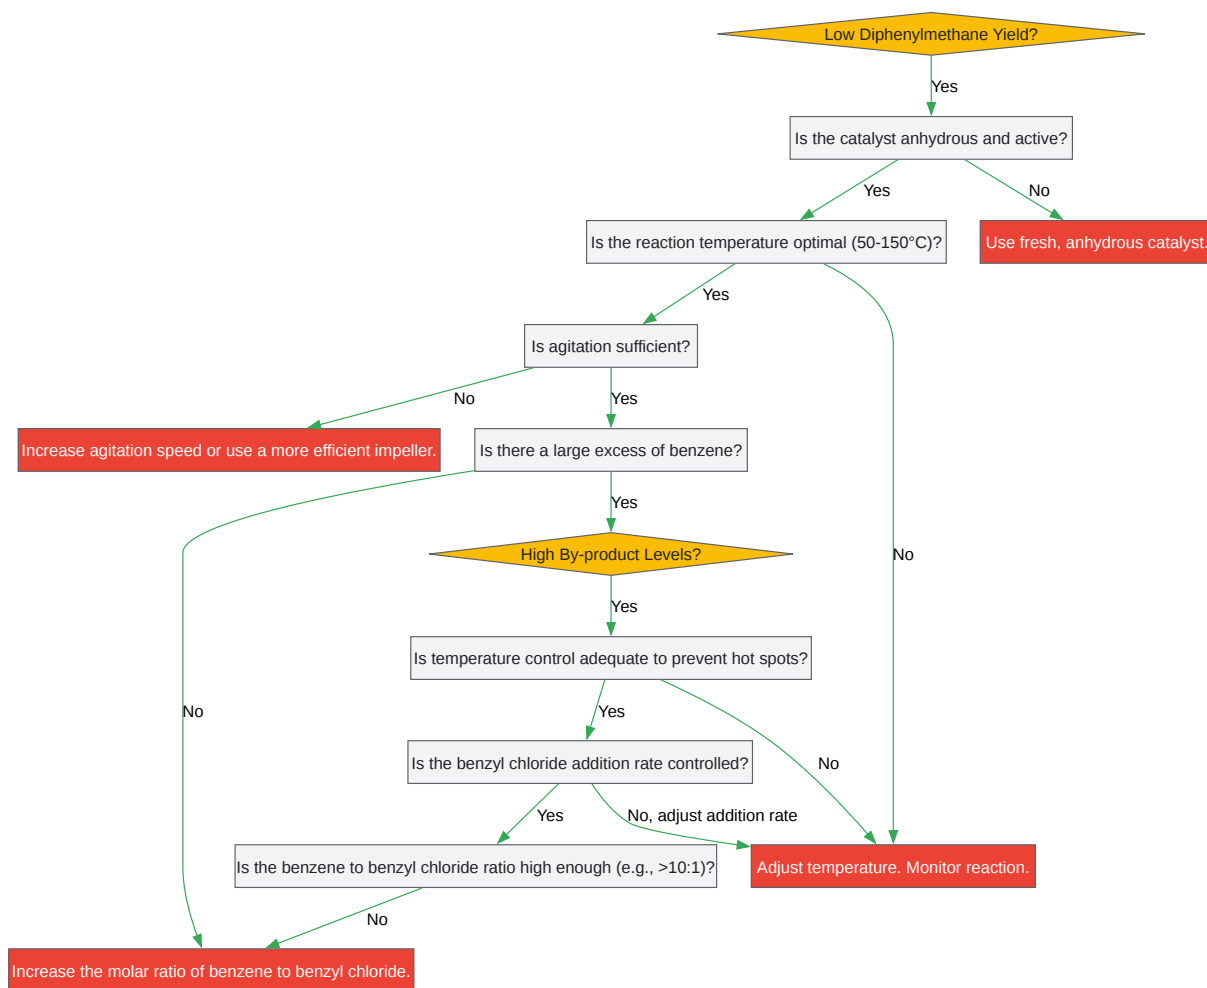 Low Diphenylmethane Yield?
Yes
Is the catalyst anhydrous and active?
Yes
No
Is the reaction temperature optimal (50-150°C)?
Use fresh, anhydrous catalyst.
Yes
Is agitation sufficient?
No
Yes
Increase agitation speed or use a more efficient impeller.
Is there a large excess of benzene?
Yes
High By-product Levels?
No
Yes
Is temperature control adequate to prevent hot spots?
No
Yes
Is the benzyl chloride addition rate controlled?
No
Yes
No, adjust addition rate
Is the benzene to benzyl chloride ratio high enough (e.g., >10:1)?
Adjust temperature. Monitor reaction.
No
Increase the molar ratio of benzene to benzyl chloride.